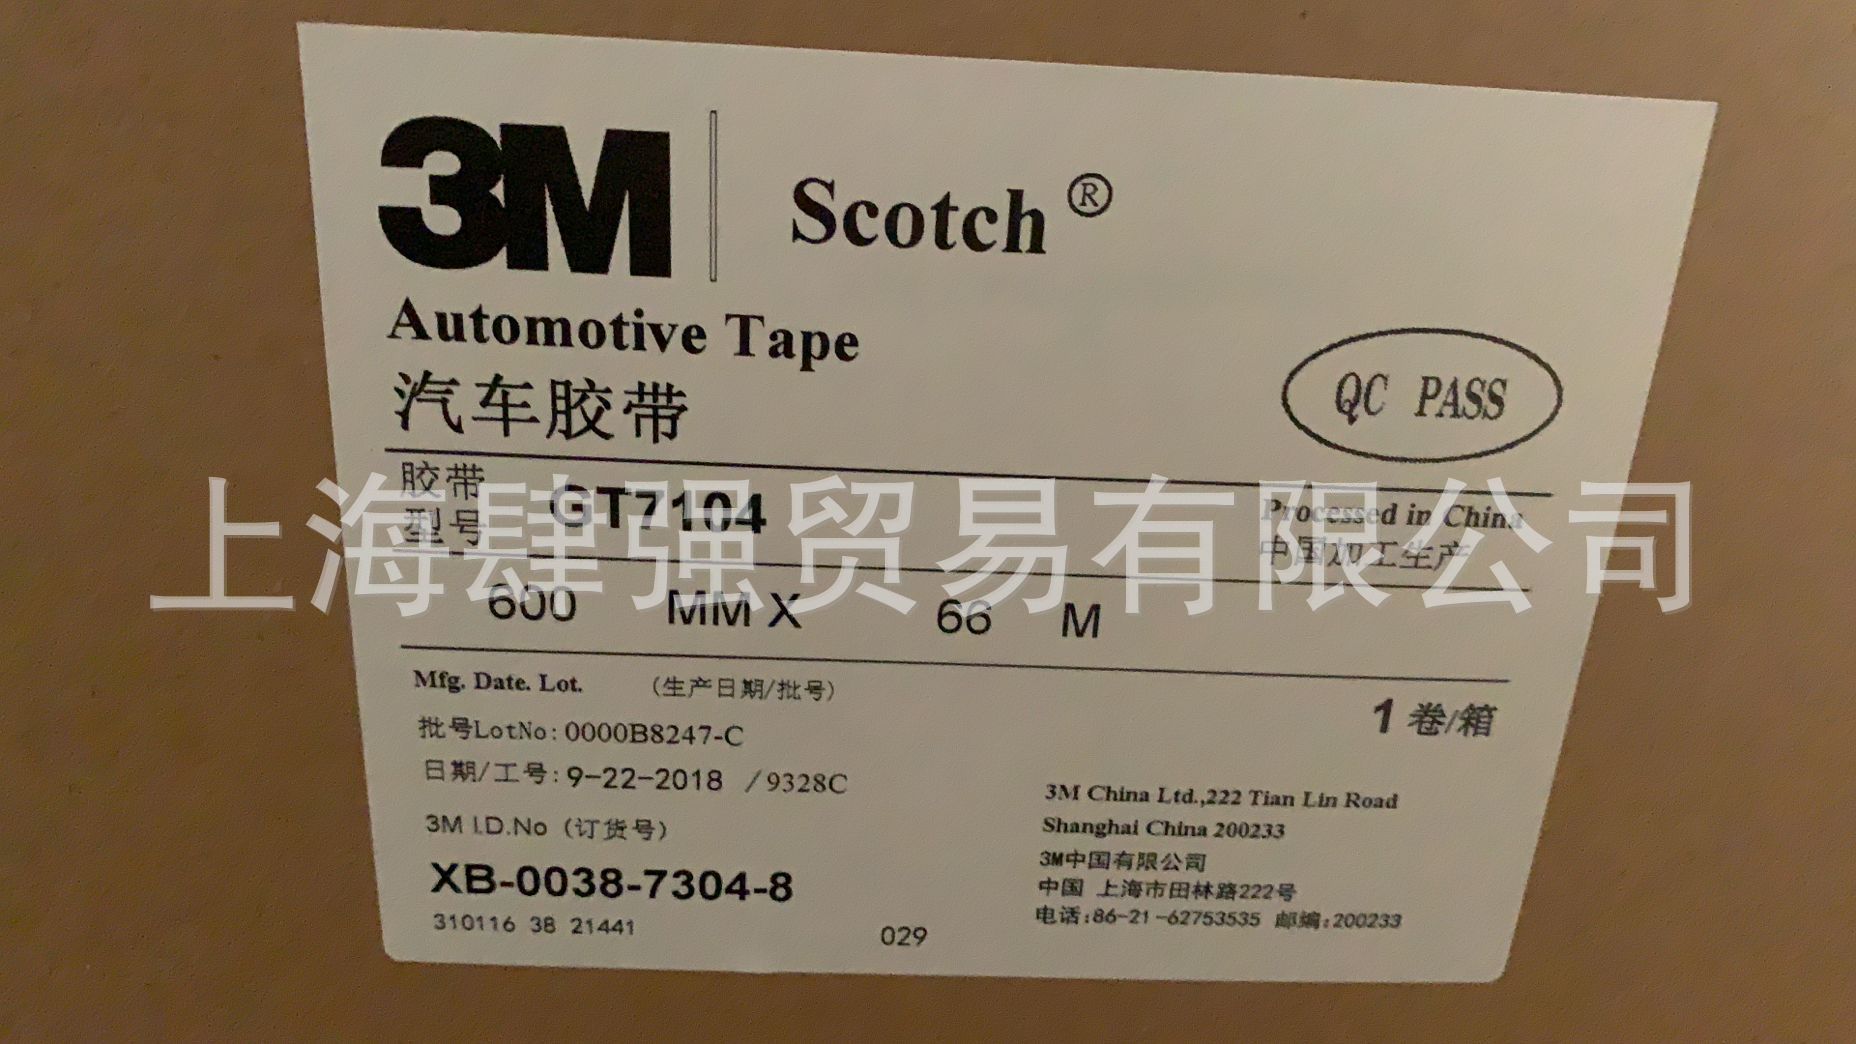 3M Scotch®
Automotive Tape
汽车胶带
QC PASS
胶带
型号 GT7104
Processed in China
中国加工生产
上海肆强贸易有限公司
600 MM X 66 M
Mfg. Date. Lot. (生产日期/批号)
1 卷/箱
批号LotNo: 0000B8247-C
日期/工号: 9-22-2018 /9328C
3M I.D.No (订货号)
XB-0038-7304-8
310116 38 21441
029
3M China Ltd.,222 Tian Lin Road
Shanghai China 200233
3M中国有限公司
中国 上海市田林路222号
电话:86-21-62753535 邮编:200233